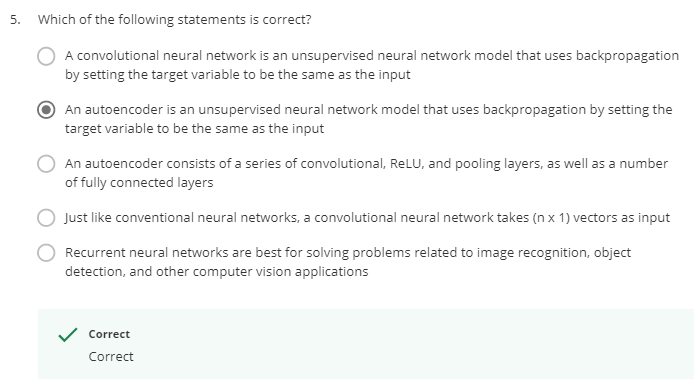 5. Which of the following statements is correct?
A convolutional neural network is an unsupervised neural network model that uses backpropagation
by setting the target variable to be the same as the input
An autoencoder is an unsupervised neural network model that uses backpropagation by setting the
target variable to be the same as the input
An autoencoder consists of a series of convolutional, ReLU, and pooling layers, as well as a number
of fully connected layers
Just like conventional neural networks, a convolutional neural network takes (n x 1) vectors as input
Recurrent neural networks are best for solving problems related to image recognition, object
detection, and other computer vision applications
Correct
Correct